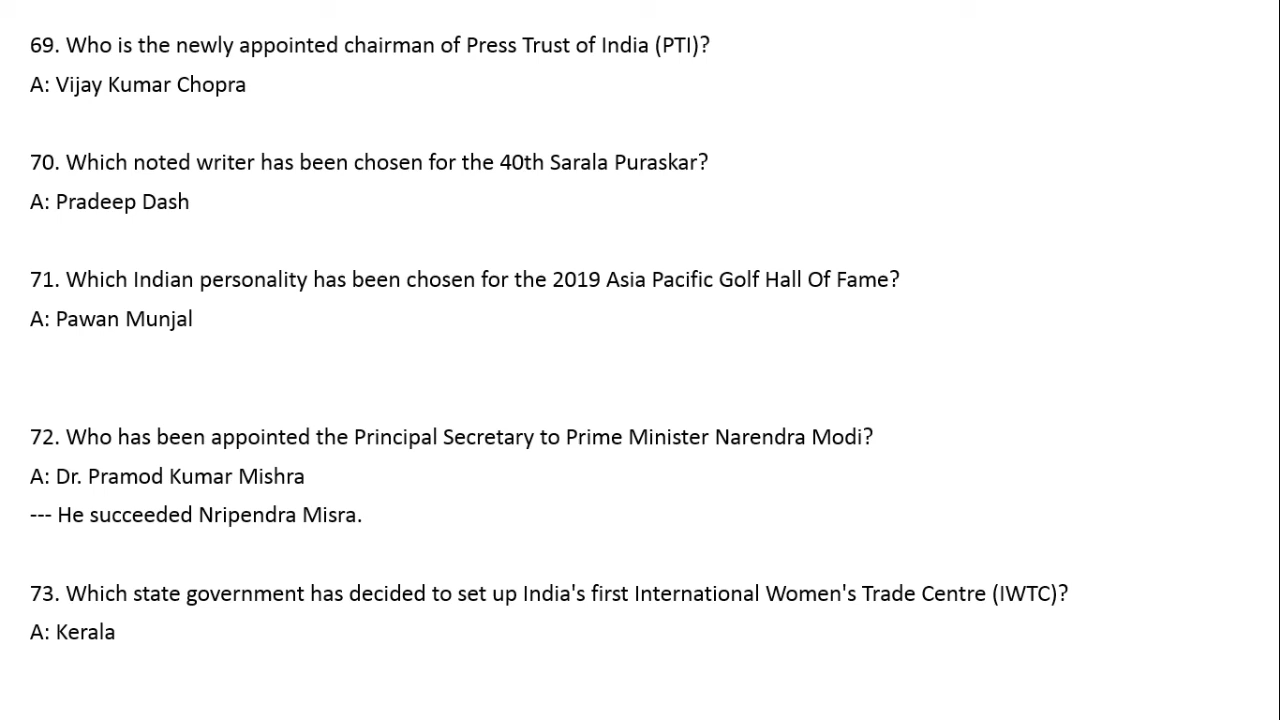 69. Who is the newly appointed chairman of Press Trust of India (PTI)?
A: Vijay Kumar Chopra
70. Which noted writer has been chosen for the 40th Sarala Puraskar?
A: Pradeep Dash
71. Which Indian personality has been chosen for the 2019 Asia Pacific Golf Hall Of Fame?
A: Pawan Munjal
72. Who has been appointed the Principal Secretary to Prime Minister Narendra Modi?
A: Dr. Pramod Kumar Mishra
--- He succeeded Nripendra Misra.
73. Which state government has decided to set up India's first International Women's Trade Centre (IWTC)?
A: Kerala